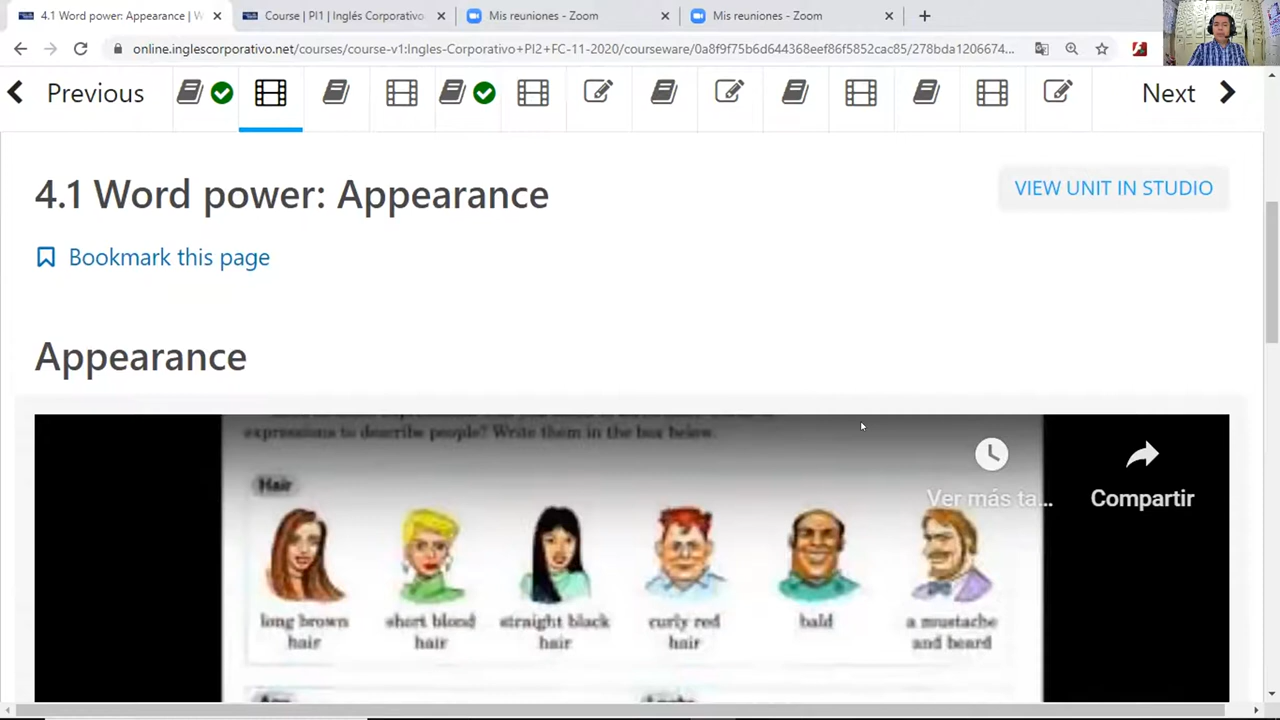 4.1 Word power: Appearance | W
Course | PI1 | Inglés Corporativo
Mis reuniones - Zoom
Mis reuniones - Zoom
online.inglescorporativo.net/courses/course-v1:Ingles-Corporativo+PI2+FC-11-2020/courseware/0a8f9f75b6d644368eef86f5852cac85/278bda1206674...
Previous
Next
4.1 Word power: Appearance
VIEW UNIT IN STUDIO
Bookmark this page
Appearance
expressions to describe people? Write them in the box below.
Ver más ta...
Compartir
Hair
long brown hair
short blond hair
straight black hair
curly red hair
bald
a mustache and beard